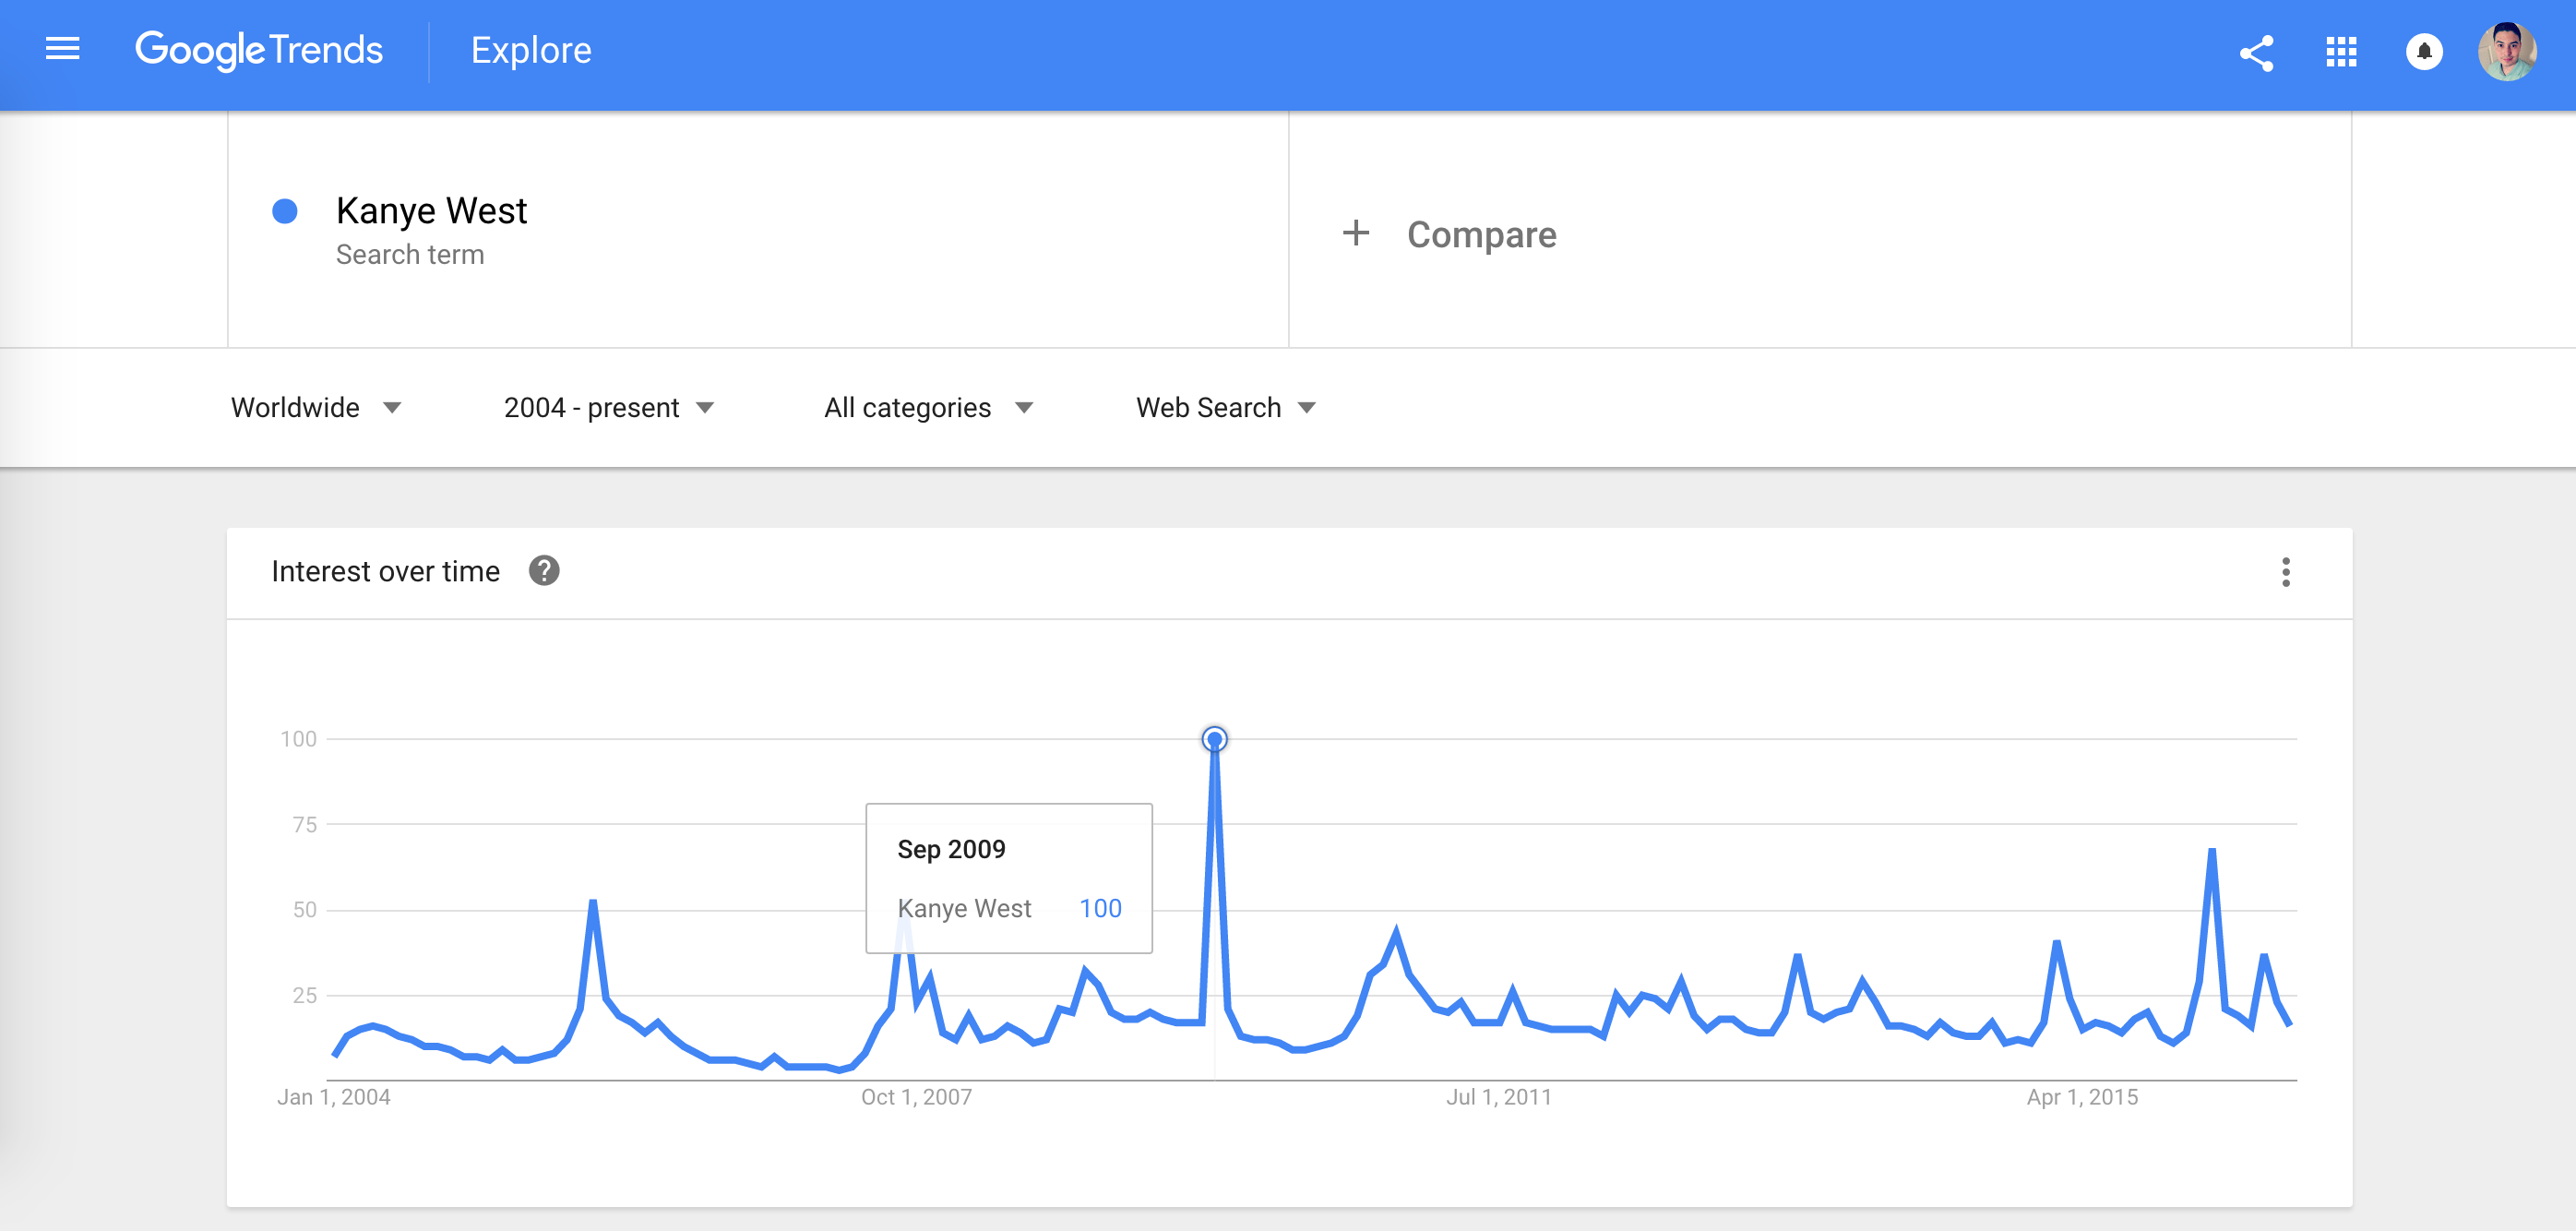 Google Trends Explore
Kanye West
Search term
+ Compare
Worldwide 2004 - present All categories Web Search
Interest over time ?
100
75
50
25
Sep 2009
Kanye West 100
Jan 1, 2004 Oct 1, 2007 Jul 1, 2011 Apr 1, 2015